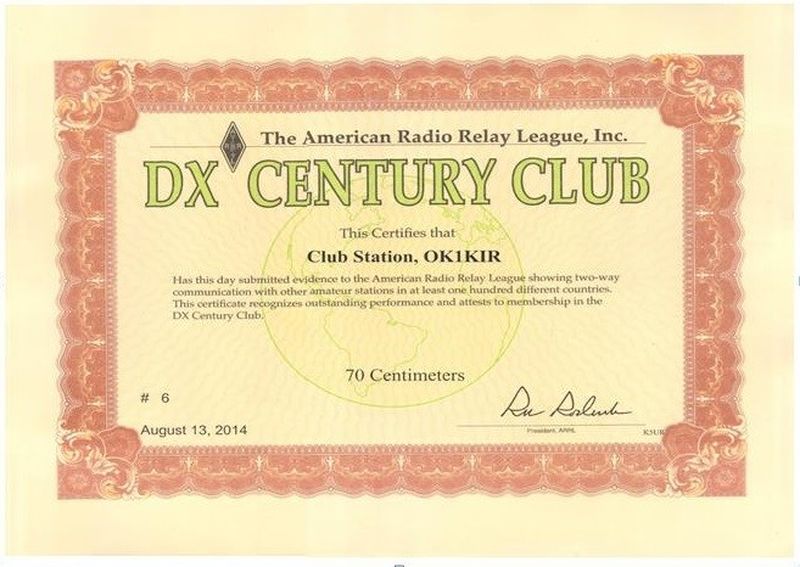 The American Radio Relay League, Inc.
DX CENTURY CLUB
This Certifies that
Club Station, OK1KIR
Has this day submitted evidence to the American Radio Relay League showing two-way
communication with other amateur stations in at least one hundred different countries.
This certificate recognizes outstanding performance and attests to membership in the
DX Century Club.
70 Centimeters
# 6
August 13, 2014
President, ARRL
K5UR